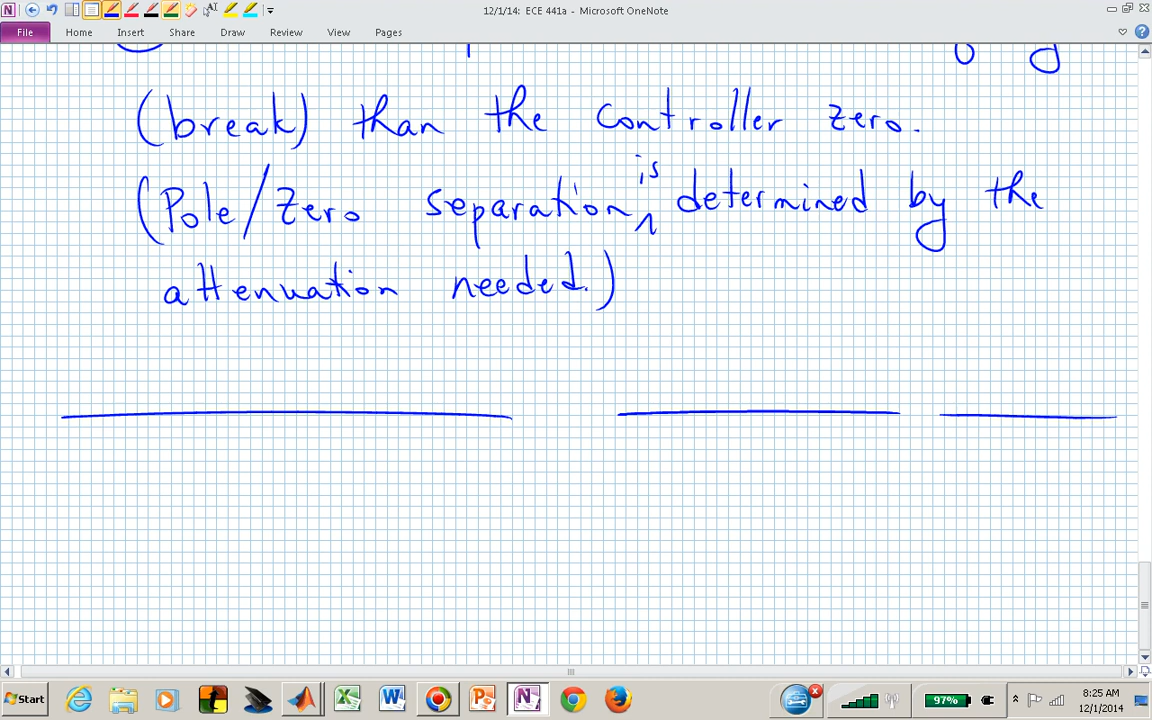 12/1/14: ECE 441a - Microsoft OneNote
File Home Insert Share Draw Review View Pages
(break) than the controller zero.
(Pole/Zero separation is determined by the
attenuation needed.)
Start
97%
8:25 AM
12/1/2014